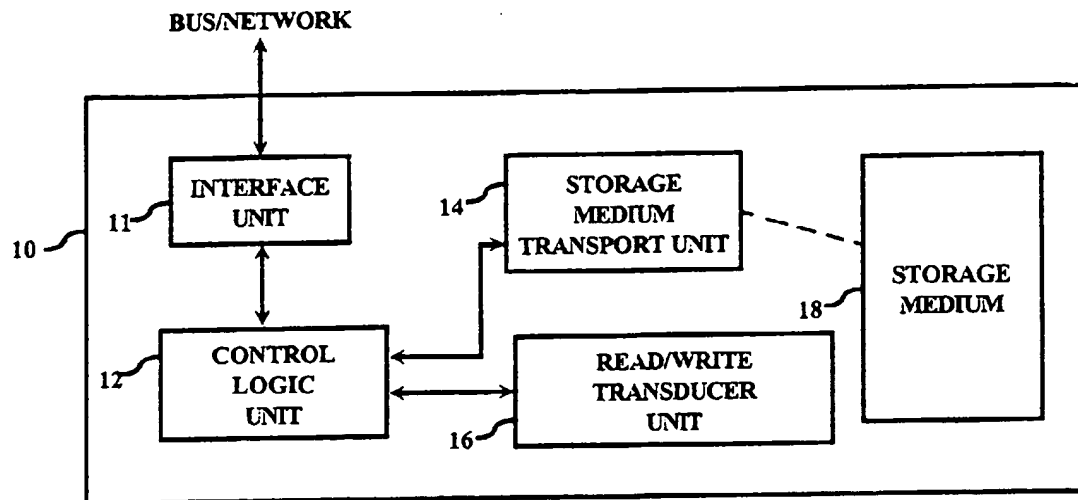 BUS/NETWORK
INTERFACE
UNIT
11
10
STORAGE
MEDIUM
TRANSPORT UNIT
14
STORAGE
MEDIUM
18
CONTROL
LOGIC
UNIT
12
READ/WRITE
TRANSDUCER
UNIT
16